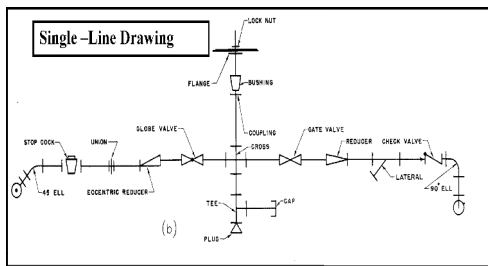 Single –Line Drawing
LOCK NUT
FLANGE
BUSHING
COUPLING
GLOBE VALVE
GATE VALVE
STOP COCK
UNION
CROSS
REDUCER
CHECK VALVE
45 ELL
ECCENTRIC REDUCER
LATERAL
90° ELL
TEE
GAP
(b)
PLUG